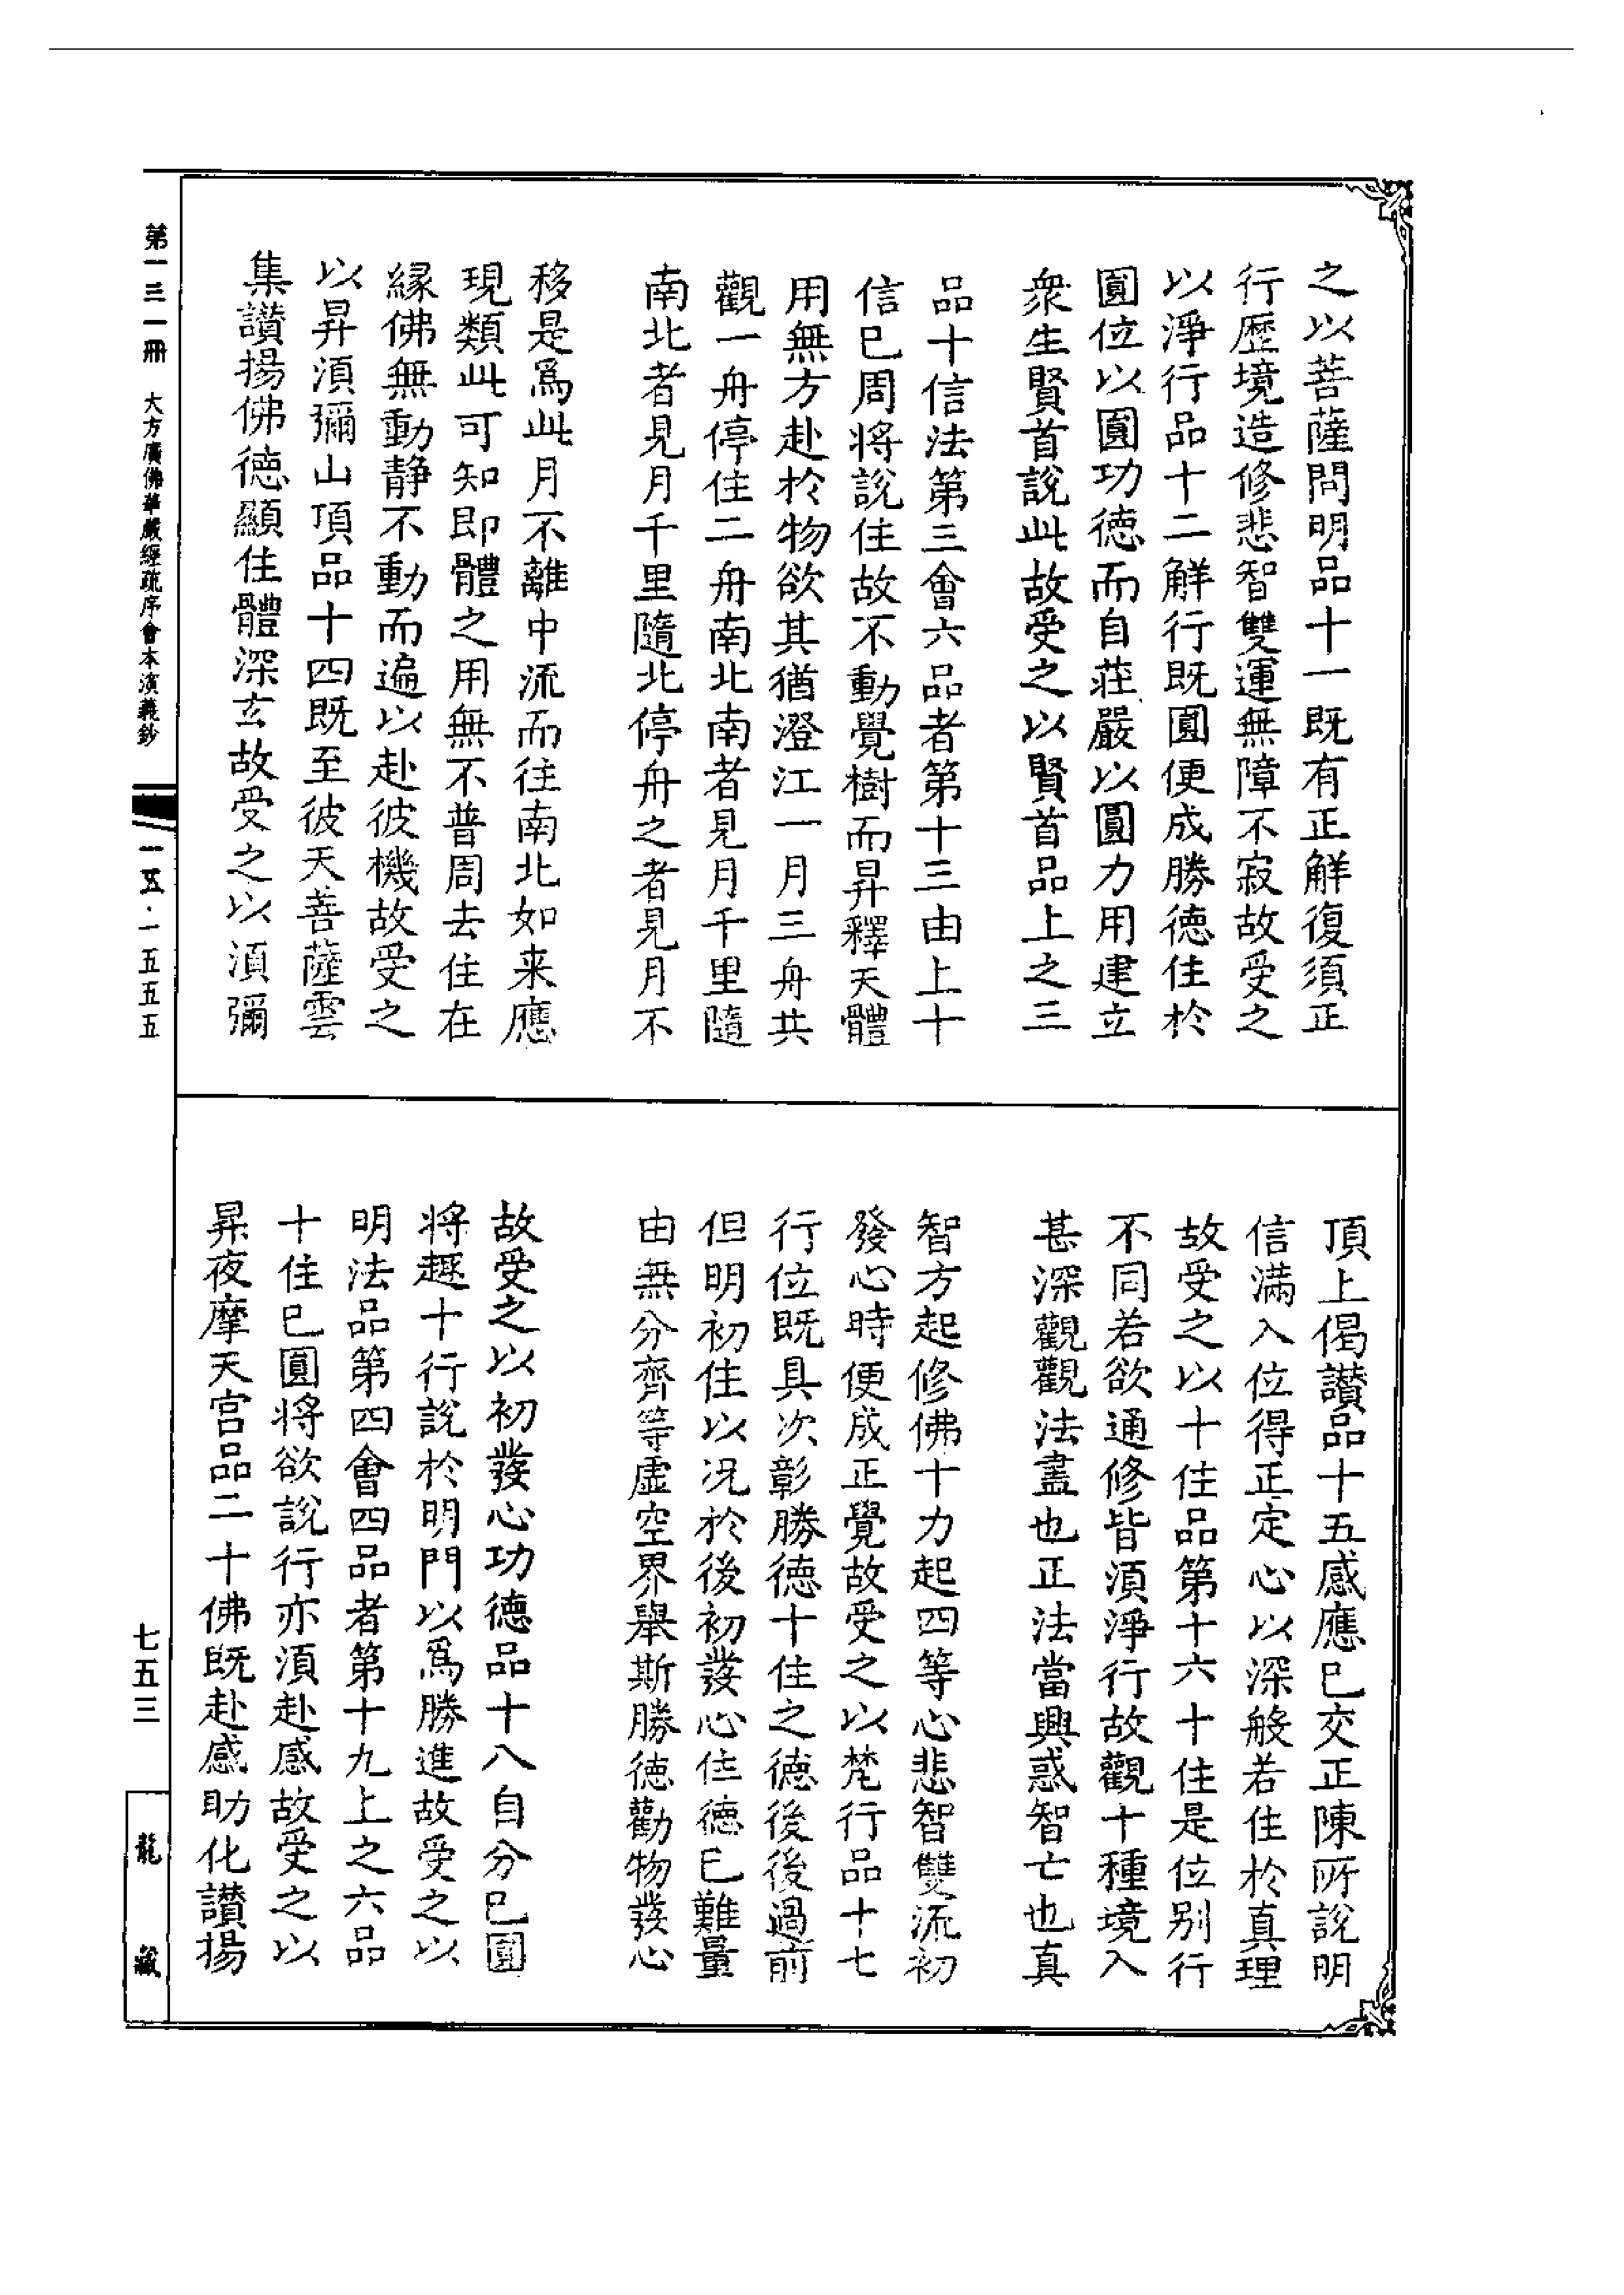 之以菩薩問明品十一既有正解復須正
行歷境造修悲智雙運無障不寂故受之
以淨行品十二解行既圓便成勝德住於
圓位以圓功德而自莊嚴以圓力用建立
衆生賢首說此故受之以賢首品上之三
品十信法第三會六品者第十三由上十
信已周將說住故不動覺樹而昇釋天體
用無方赴於物欲其猶澄江一月三舟共
觀一舟停住二舟南北南者見月千里隨
南北者見月千里隨北停舟之者見月不
移是爲此月不離中流而往南北如来應
現類此可知即體之用無不普周去住在
緣佛無動静不動而遍以赴彼機故受之
以昇湏彌山頂品十四既至彼天菩薩雲
集讚揚佛德顯住體深玄故受之以湏彌
頂上偈讚品十五感應已交正陳所說明
信滿入位得正定心以深般若住於真理
故受之以十住品第十六十住是位别行
不同若欲通修皆湏淨行故觀十種境入
甚深觀觀法盡也正法當興惑智亡也真
智方起修佛十力起四等心悲智雙流初
發心時便成正覺故受之以梵行品十七
行位既具次彰勝德十住之德後後過前
但明初住以况於後初發心住德已難量
由無分齊等虛空界舉斯勝德勸物發心
故受之以初發心功德品十八自分已圓
將趣十行說於明門以爲勝進故受之以
明法品第四會四品者第十九上之六品
十住已圓將欲說行亦湏赴感故受之以
昇夜摩天宫品二十佛既赴感助化讚揚
第一三一冊 大方廣佛華嚴經疏序會本演義鈔
一五·一五五五
七五三
龍藏